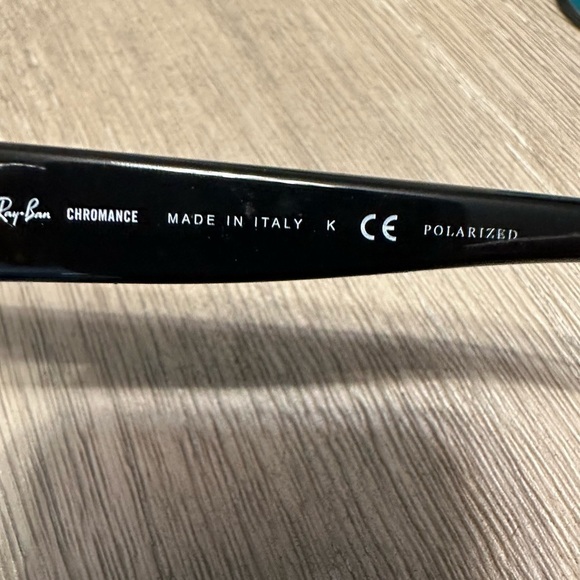 Ray-Ban CHROMANCE MADE IN ITALY K CE POLARIZED